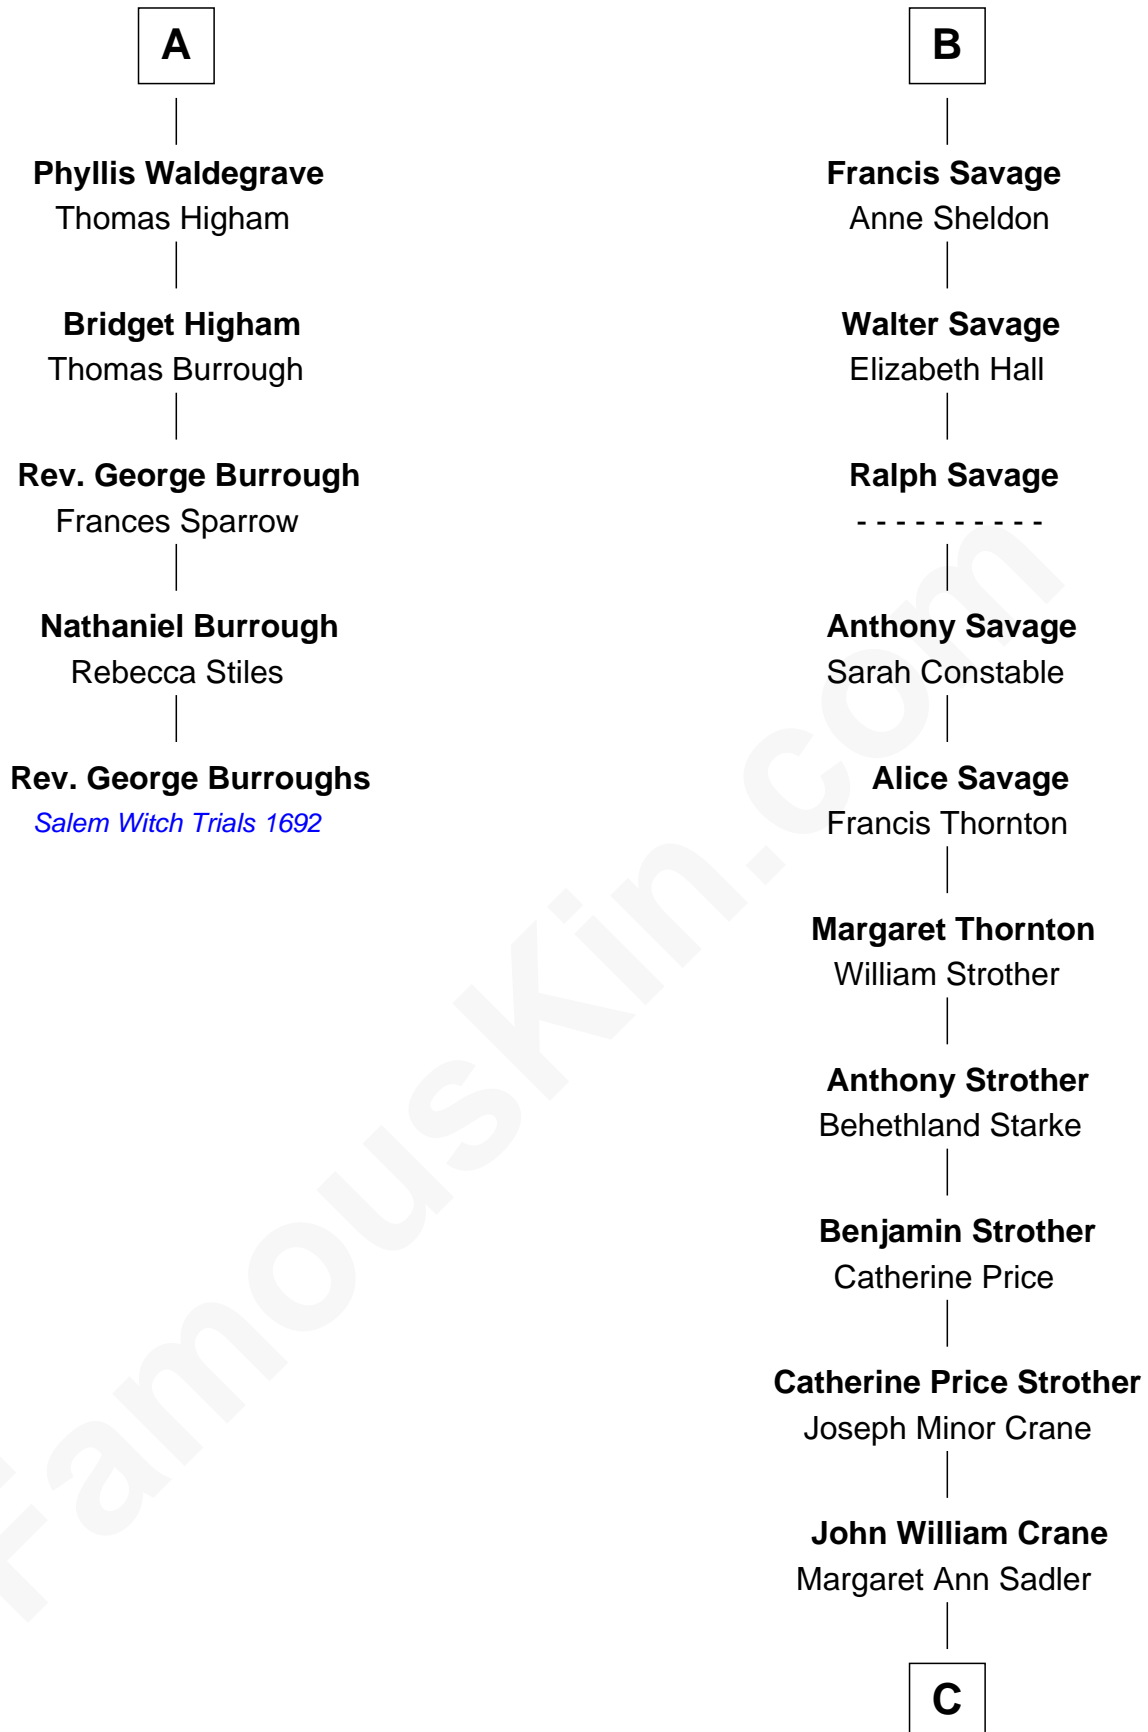 A
Phyllis Waldegrave
Thomas Higham
Bridget Higham
Thomas Burrough
Rev. George Burrough
Frances Sparrow
Nathaniel Burrough
Rebecca Stiles
Rev. George Burroughs
Salem Witch Trials 1692
B
Francis Savage
Anne Sheldon
Walter Savage
Elizabeth Hall
Ralph Savage
- - - - - - - - - -
Anthony Savage
Sarah Constable
Alice Savage
Francis Thornton
Margaret Thornton
William Strother
Anthony Strother
Behethland Starke
Benjamin Strother
Catherine Price
Catherine Price Strother
Joseph Minor Crane
John William Crane
Margaret Ann Sadler
C
FamousKin.com